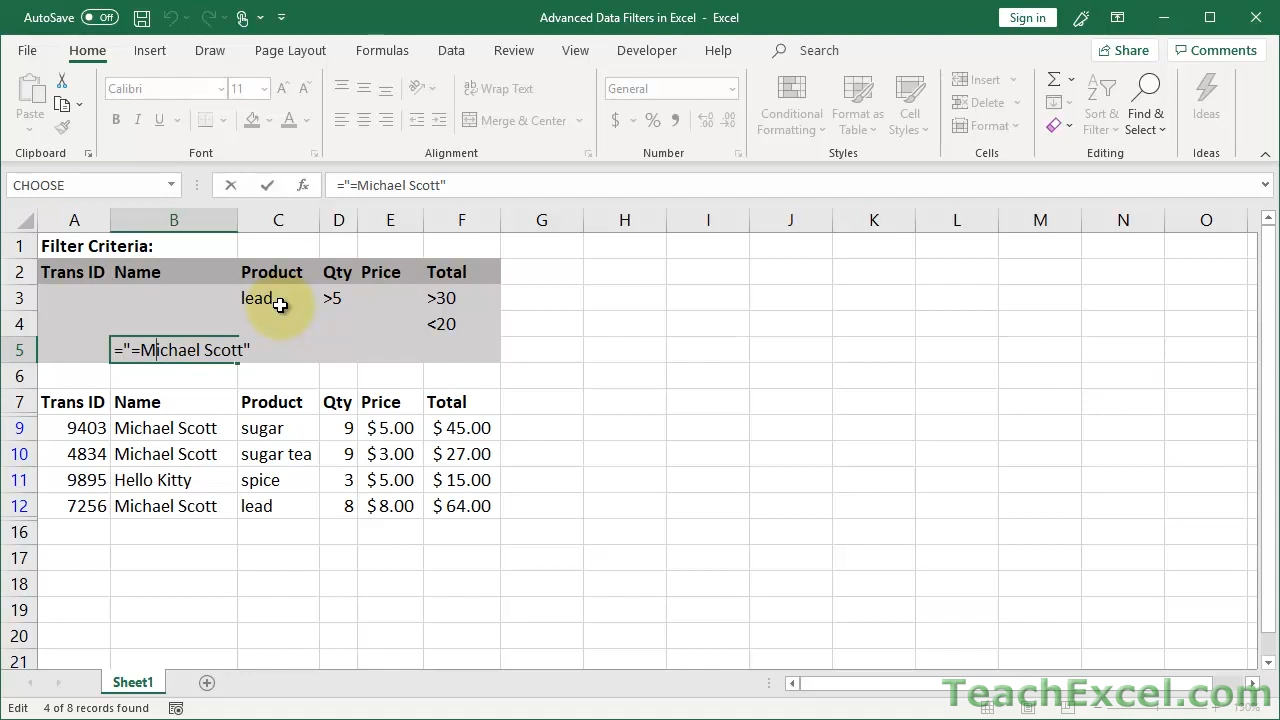 AutoSave Off
Advanced Data Filters in Excel - Excel
Sign in
File Home Insert Draw Page Layout Formulas Data Review View Developer Help Search Share Comments
Paste
Calibri 11
Wrap Text
General
Merge & Center
Conditional Formatting
Format as Table
Cell Styles
Insert
Delete
Format
Sort & Filter
Find & Select
Ideas
Clipboard Font Alignment Number Styles Cells Editing Ideas
CHOOSE
="=Michael Scott"
A B C D E F G H I J K L M N O
1 Filter Criteria:
2 Trans ID Name Product Qty Price Total
3 lead >5 >30
4 <20
5 ="=Michael Scott"
6
7 Trans ID Name Product Qty Price Total
9 9403 Michael Scott sugar 9 $ 5.00 $ 45.00
10 4834 Michael Scott sugar tea 9 $ 3.00 $ 27.00
11 9895 Hello Kitty spice 3 $ 5.00 $ 15.00
12 7256 Michael Scott lead 8 $ 8.00 $ 64.00
16
17
18
19
20
21
Sheet1
Edit 4 of 8 records found
TeachExcel.com